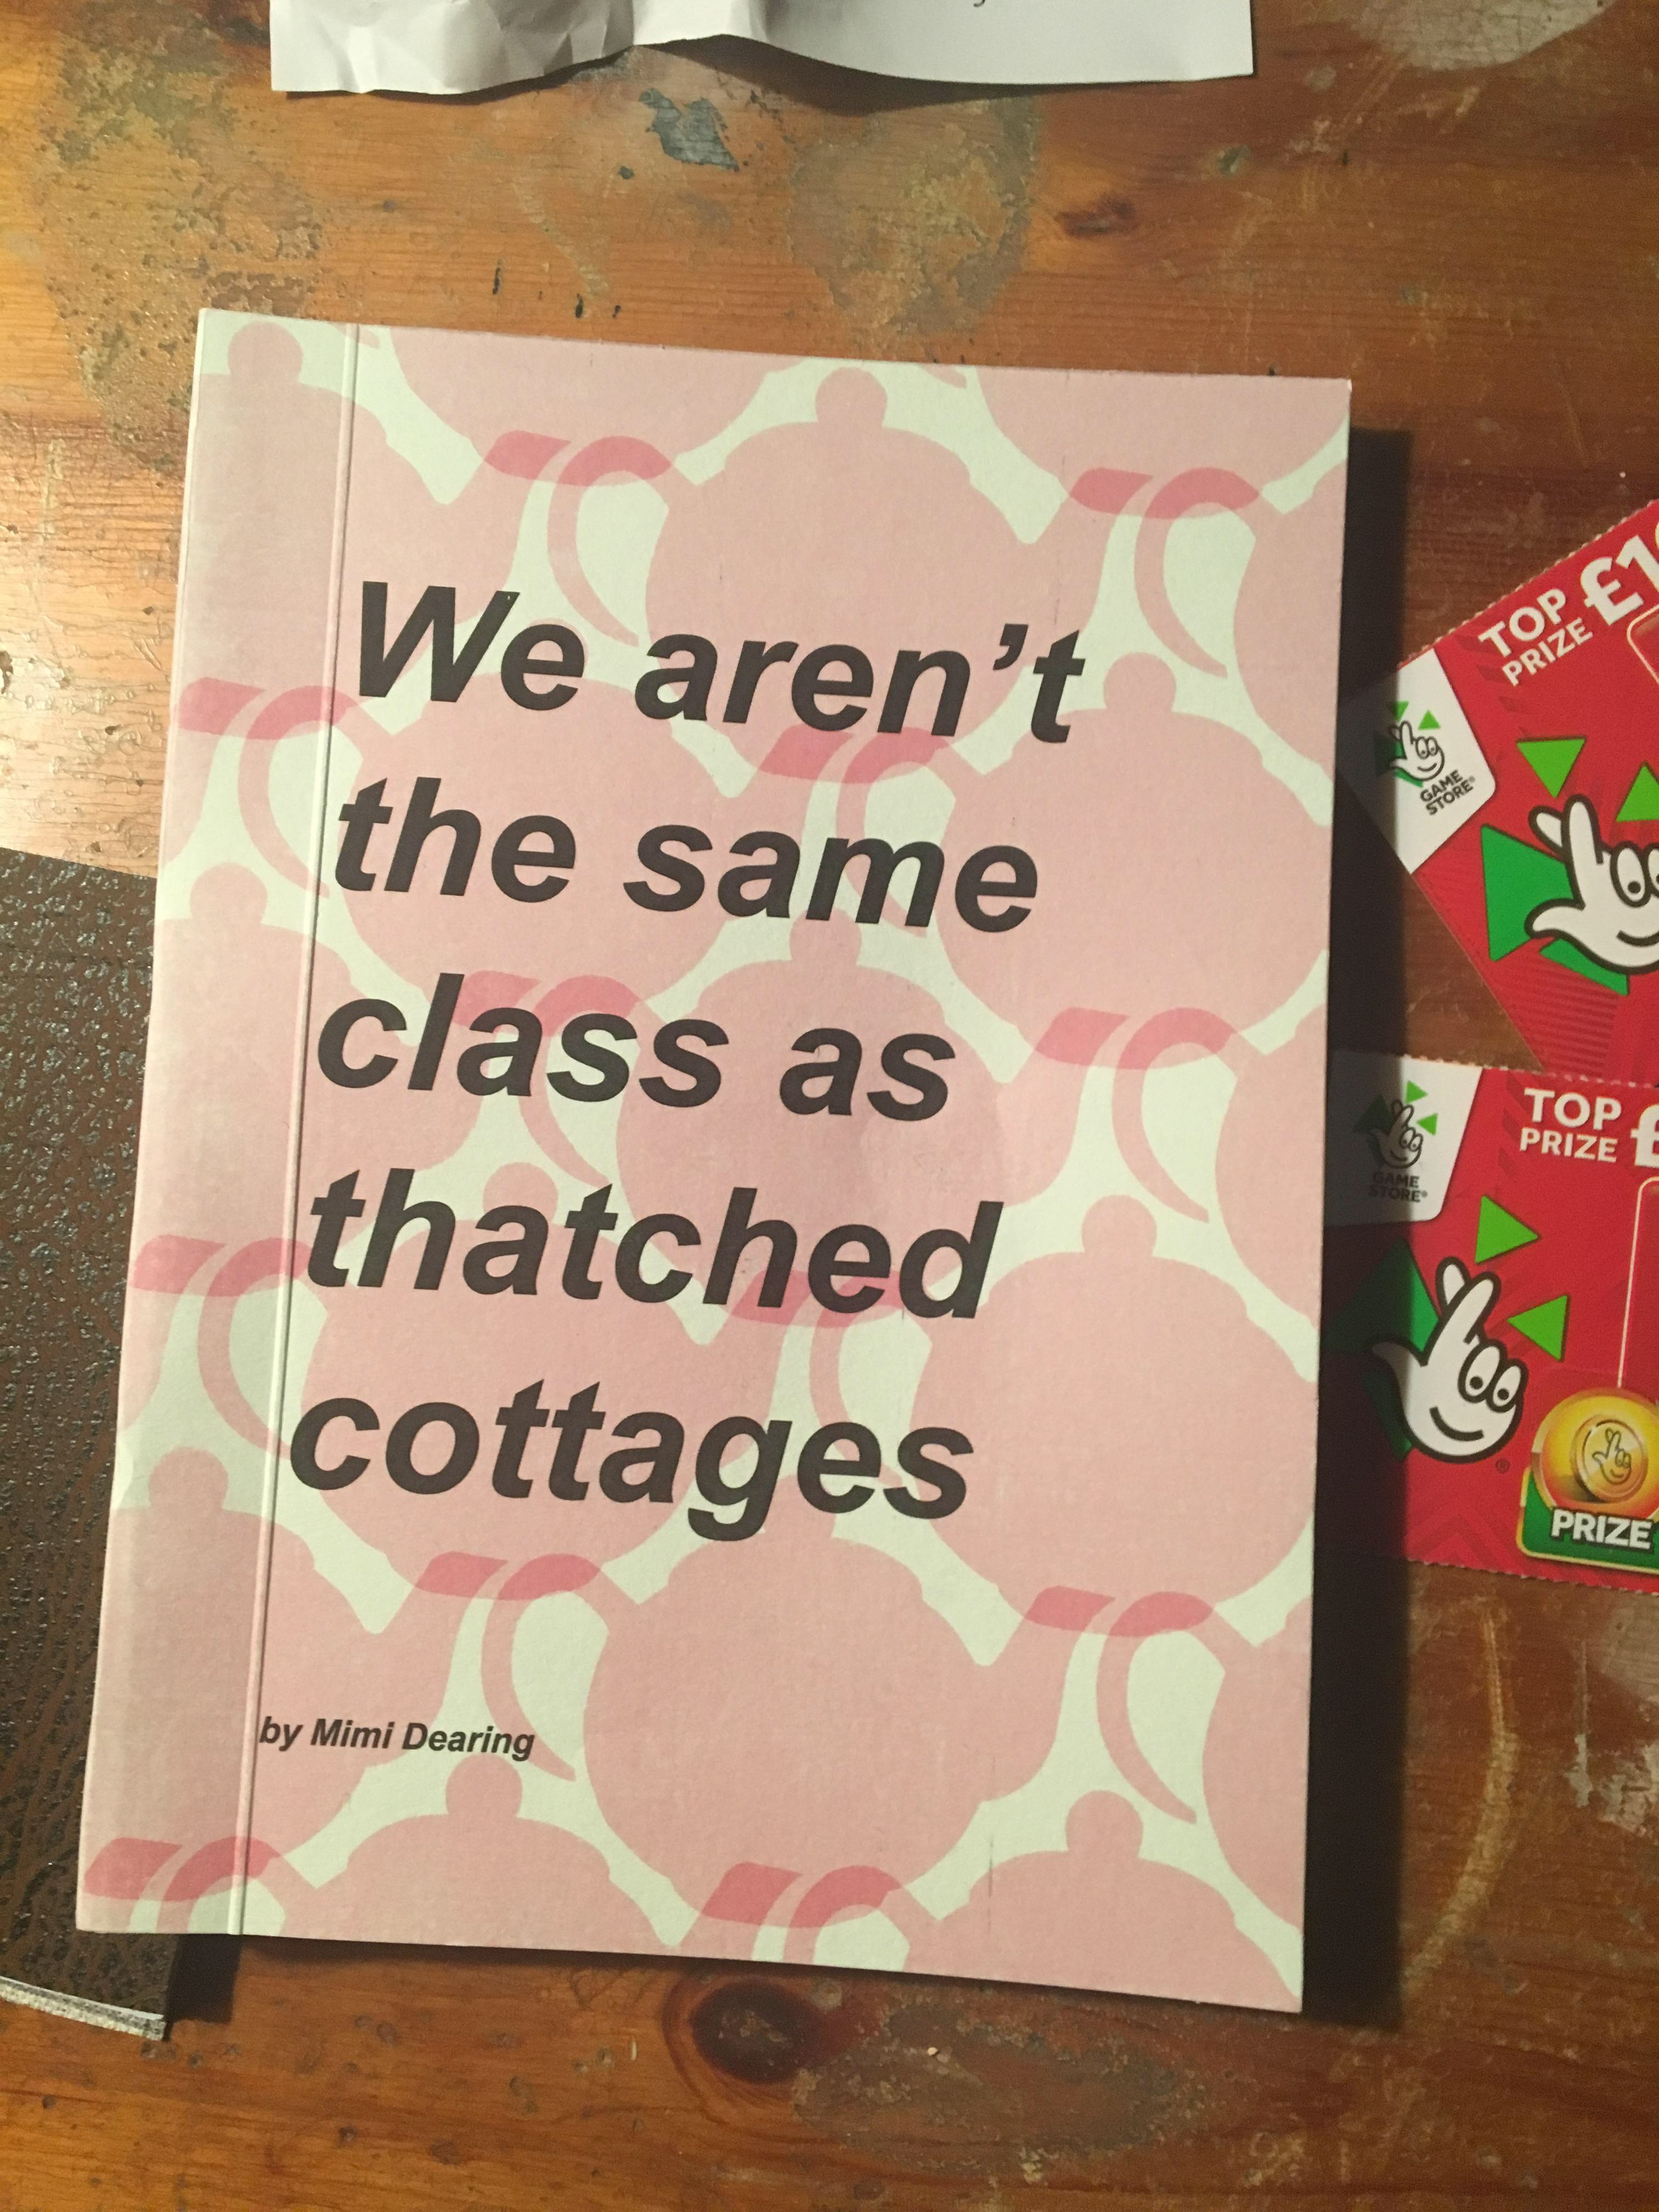 We aren't
the same
class as
thatched
cottages
by Mimi Dearing
TOP
PRIZE
GAME
STORE®
TOP
PRIZE £
GAME
STORE®
PRIZE